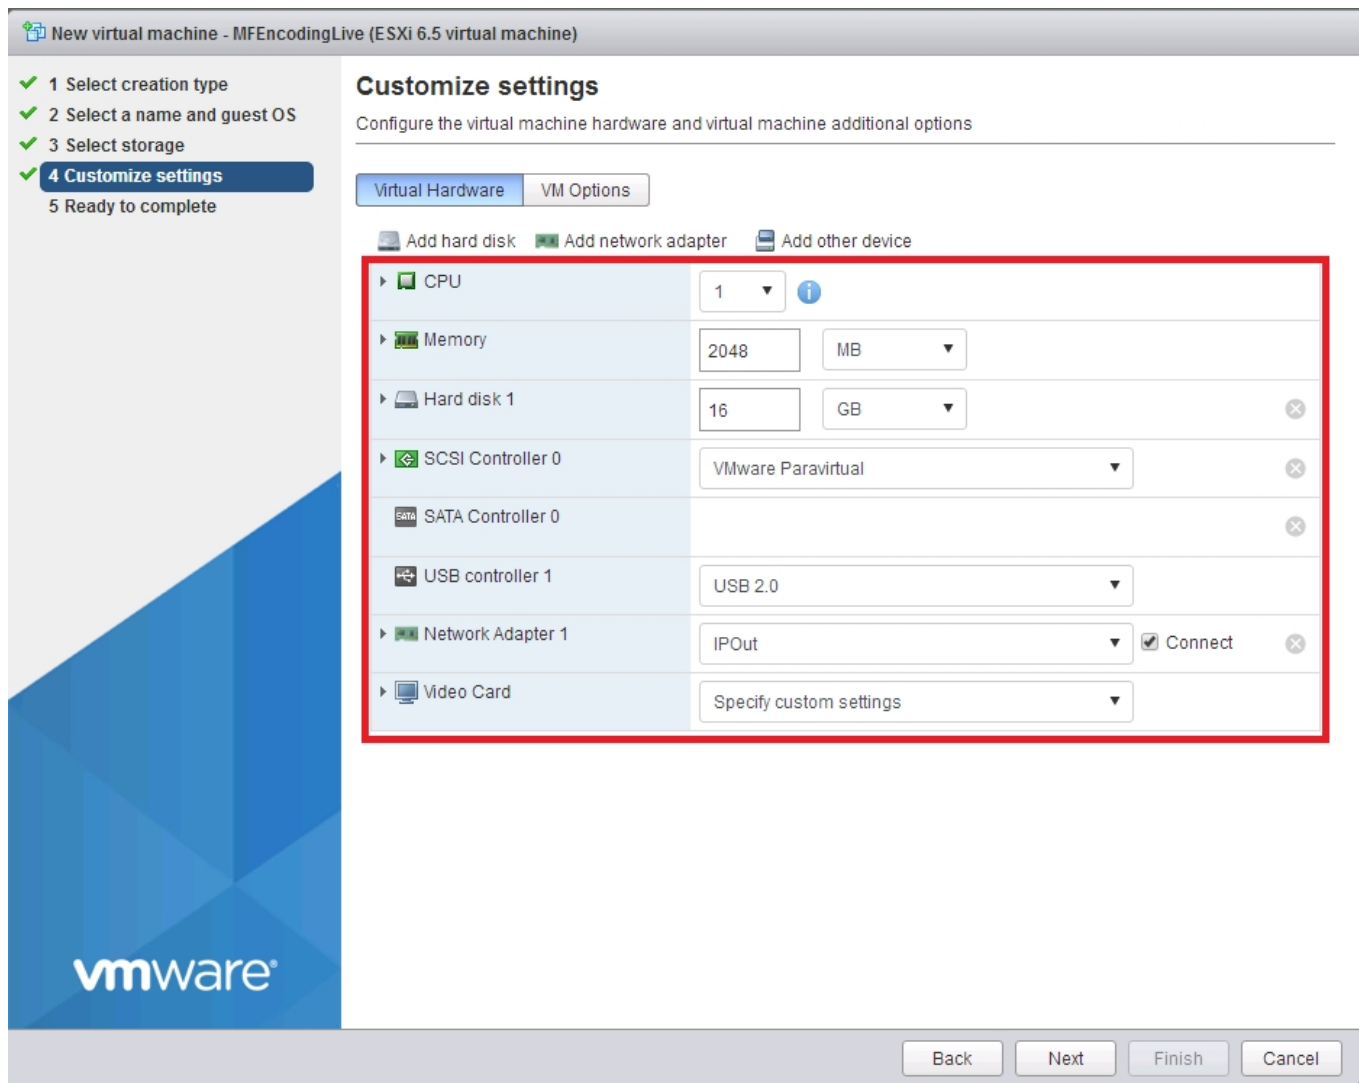 New virtual machine - MFEncodingLive (ESXi 6.5 virtual machine)
1 Select creation type
2 Select a name and guest OS
3 Select storage
4 Customize settings
5 Ready to complete
Customize settings
Configure the virtual machine hardware and virtual machine additional options
Virtual Hardware VM Options
Add hard disk Add network adapter Add other device
CPU 1
Memory 2048 MB
Hard disk 1 16 GB
SCSI Controller 0 VMware Paravirtual
SATA SATA Controller 0
USB controller 1 USB 2.0
Network Adapter 1 IPOut Connect
Video Card Specify custom settings
vmware®
Back Next Finish Cancel